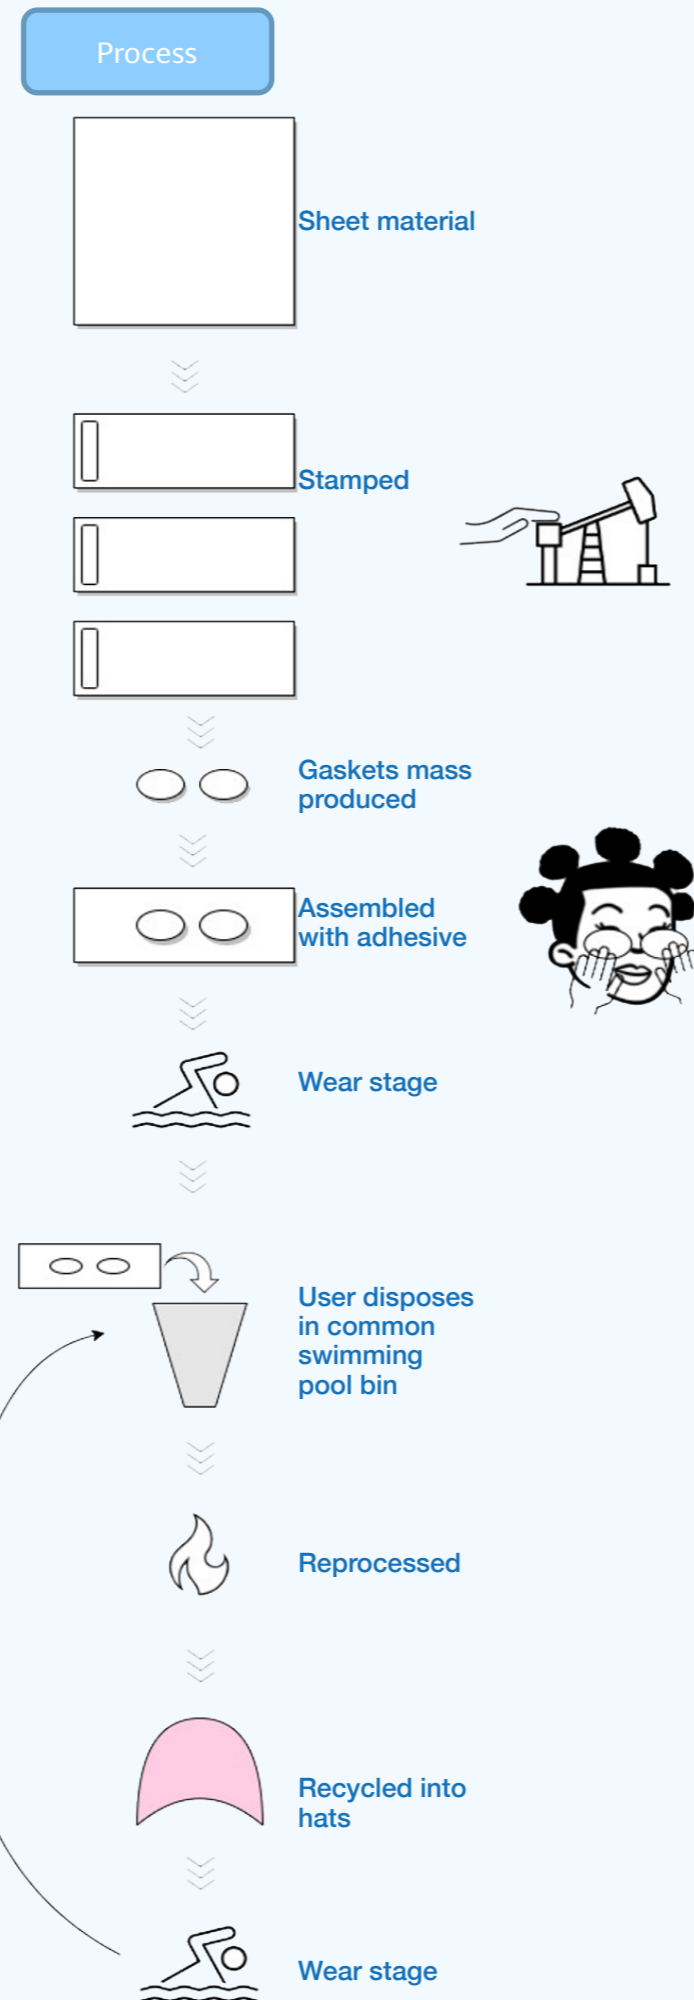 Process
Sheet material
Stamped
Gaskets mass
produced
Assembled
with adhesive
Wear stage
User disposes
in common
swimming
pool bin
Reprocessed
Recycled into
hats
Wear stage